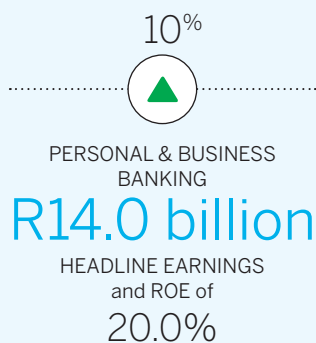 10%
PERSONAL & BUSINESS
BANKING
R14.0 billion
HEADLINE EARNINGS
and ROE of
20.0%